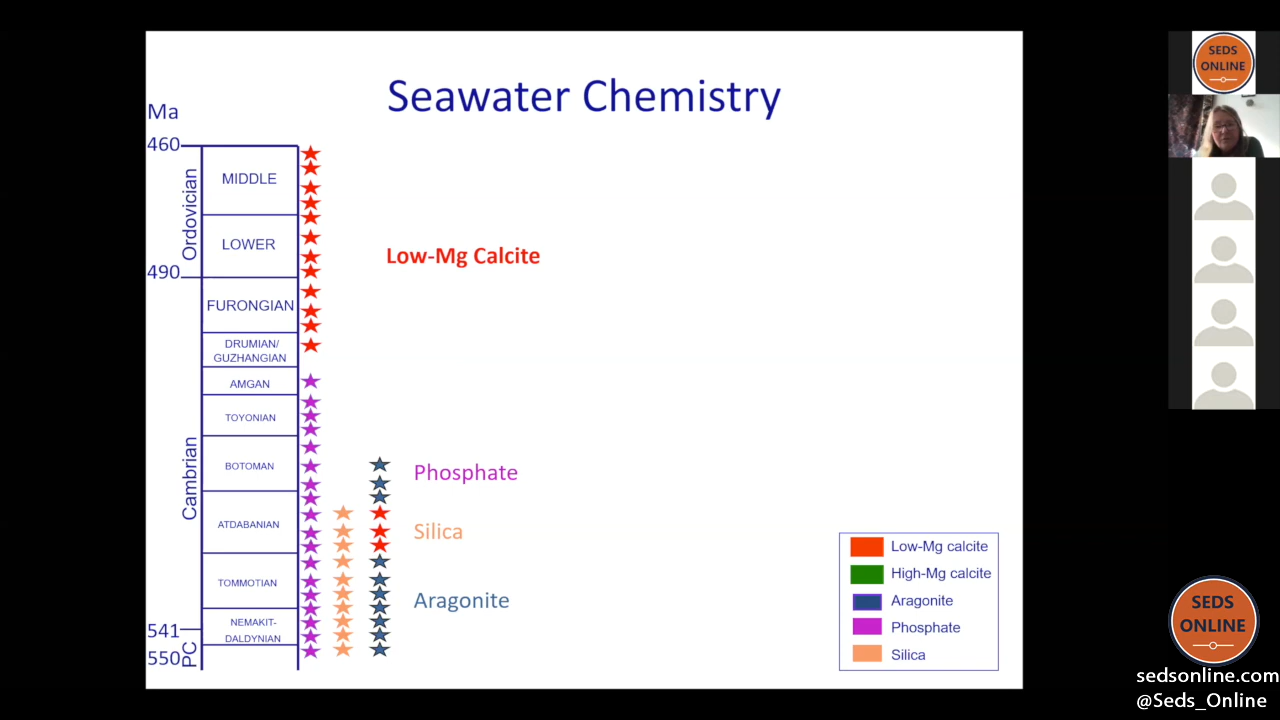 Seawater Chemistry
Ma
460
490
541
550
Ordovician
Cambrian
PC
MIDDLE
LOWER
FURONGIAN
DRUMIAN/
GUZHANGIAN
AMGAN
TOYONIAN
BOTOMAN
ATDABANIAN
TOMMOTIAN
NEMAKIT-
DALDYNIAN
Low-Mg Calcite
Phosphate
Silica
Aragonite
Low-Mg calcite
High-Mg calcite
Aragonite
Phosphate
Silica
SEDS
ONLINE
SEDS
ONLINE
sedsonline.com
@Seds_Online